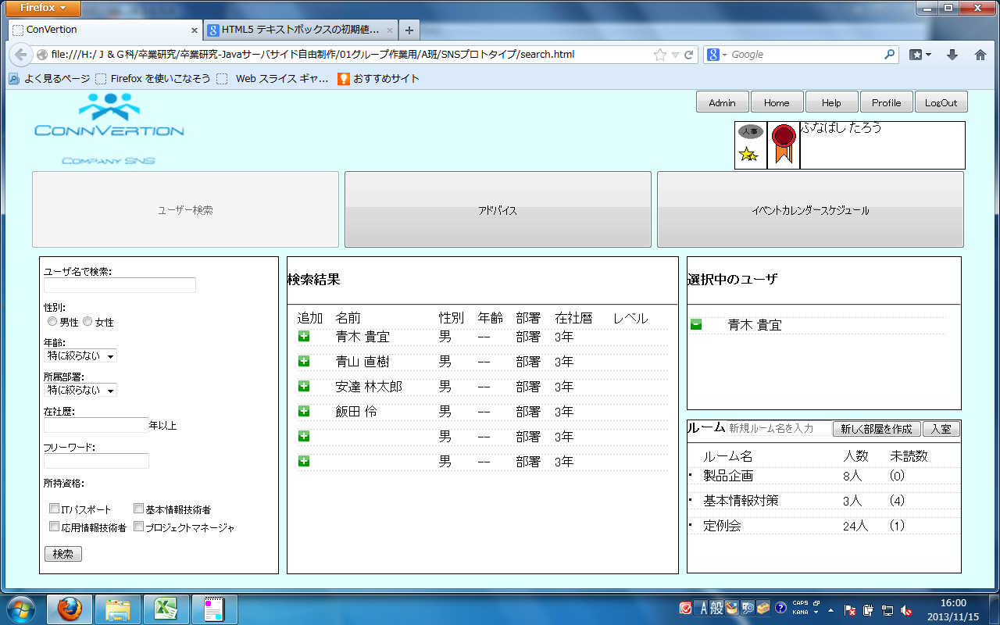 Firefox
ConVertion
HTML5 テキストボックスの初期値...
file:///H:/Ｊ＆Ｇ科/卒業研究/卒業研究-Javaサーバサイド自由制作/01グループ作業用/A班/SNSプロトタイプ/search.html
Google
よく見るページ
Firefox を使いこなそう
Web スライス ギャ...
おすすめサイト
CONNVERTION
COMPANY SNS
Admin
Home
Help
Profile
LogOut
人事
ふなばし たろう
ユーザー検索
アドバイス
イベントカレンダースケジュール
ユーザ名で検索:
性別:
男性 女性
年齢:
特に絞らない
所属部署:
特に絞らない
在社歴:
年以上
フリーワード:
所持資格:
ITパスポート 基本情報技術者
応用情報技術者 プロジェクトマネージャ
検索
検索結果
追加 名前 性別 年齢 部署 在社暦 レベル
青木 貴宜 男 -- 部署 3年
青山 直樹 男 -- 部署 3年
安達 林太郎 男 -- 部署 3年
飯田 伶 男 -- 部署 3年
男 -- 部署 3年
男 -- 部署 3年
選択中のユーザ
青木 貴宜
ルーム 新規ルーム名を入力 新しく部屋を作成 入室
ルーム名 人数 未読数
・ 製品企画 8人 (0)
・ 基本情報対策 3人 (4)
・ 定例会 24人 (1)
A 般
CAPS
KANA
16:00
2013/11/15